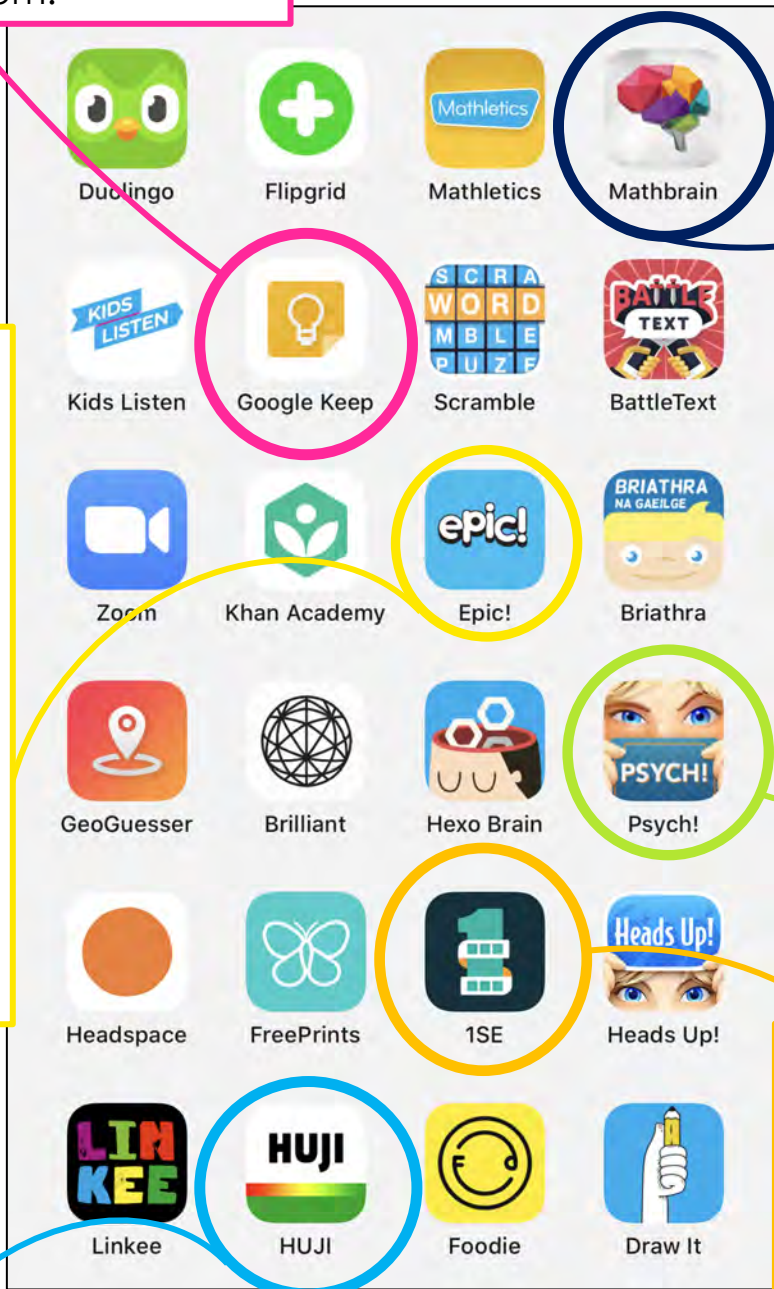 om!
Mathletics
Duolingo Flipgrid Mathletics Mathbrain
KIDS
LISTEN
SCRA
WORD
MBLE
PUZE
BATTLE
TEXT
Kids Listen Google Keep Scramble BattleText
epic!
BRIATHRA
NA GAEILGE
Zoom Khan Academy Epic! Briathra
PSYCH!
GeoGuesser Brilliant Hexo Brain Psych!
1
Heads Up!
Headspace FreePrints 1SE Heads Up!
LIN
KEE
HUJI
F d
Linkee HUJI Foodie Draw It